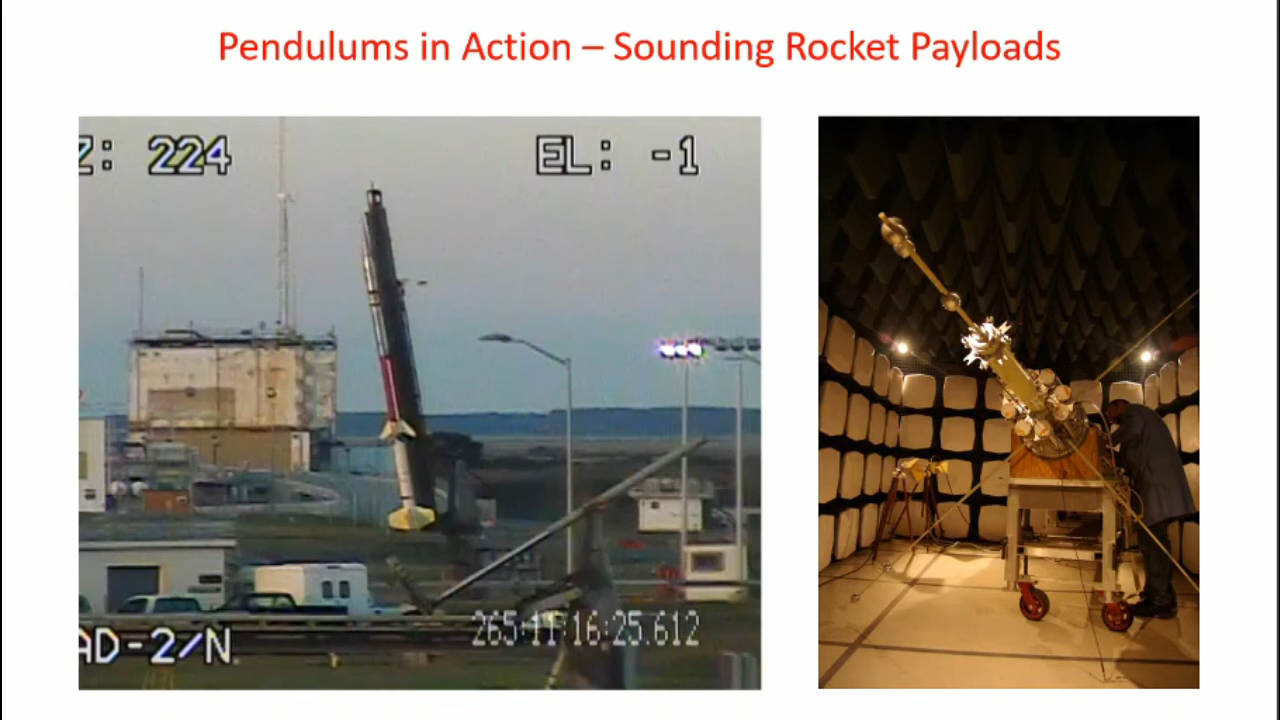 Pendulums in Action – Sounding Rocket Payloads
Z: 224
EL: -1
265:11:16:25.612
AD-2/N